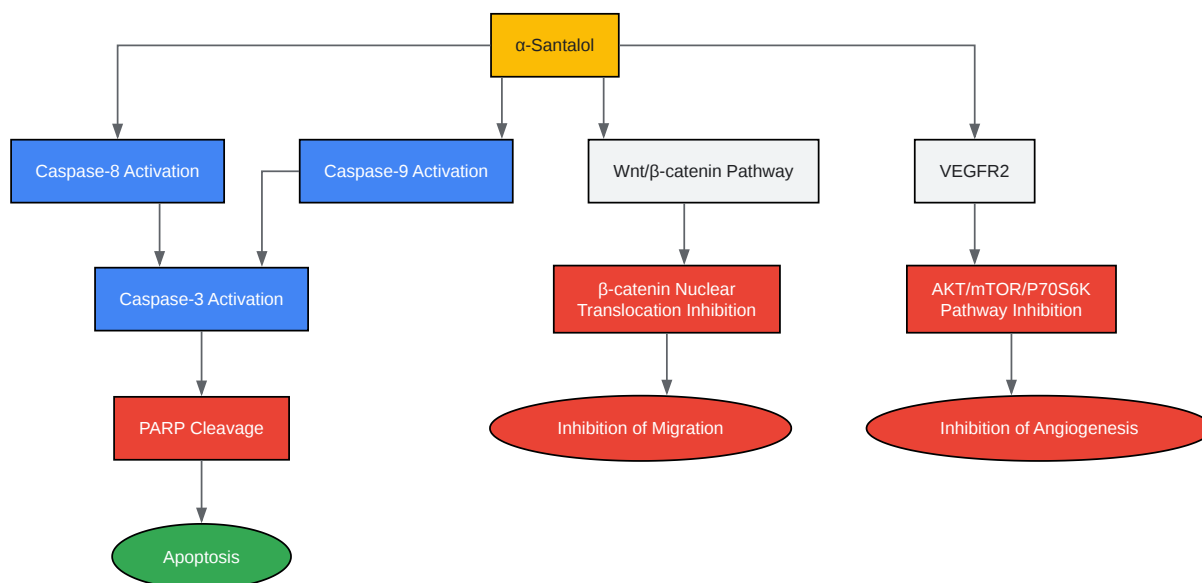 α-Santalol
Caspase-8 Activation
Caspase-9 Activation
Wnt/β-catenin Pathway
VEGFR2
Caspase-3 Activation
β-catenin Nuclear
Translocation Inhibition
AKT/mTOR/P70S6K
Pathway Inhibition
PARP Cleavage
Inhibition of Migration
Inhibition of Angiogenesis
Apoptosis